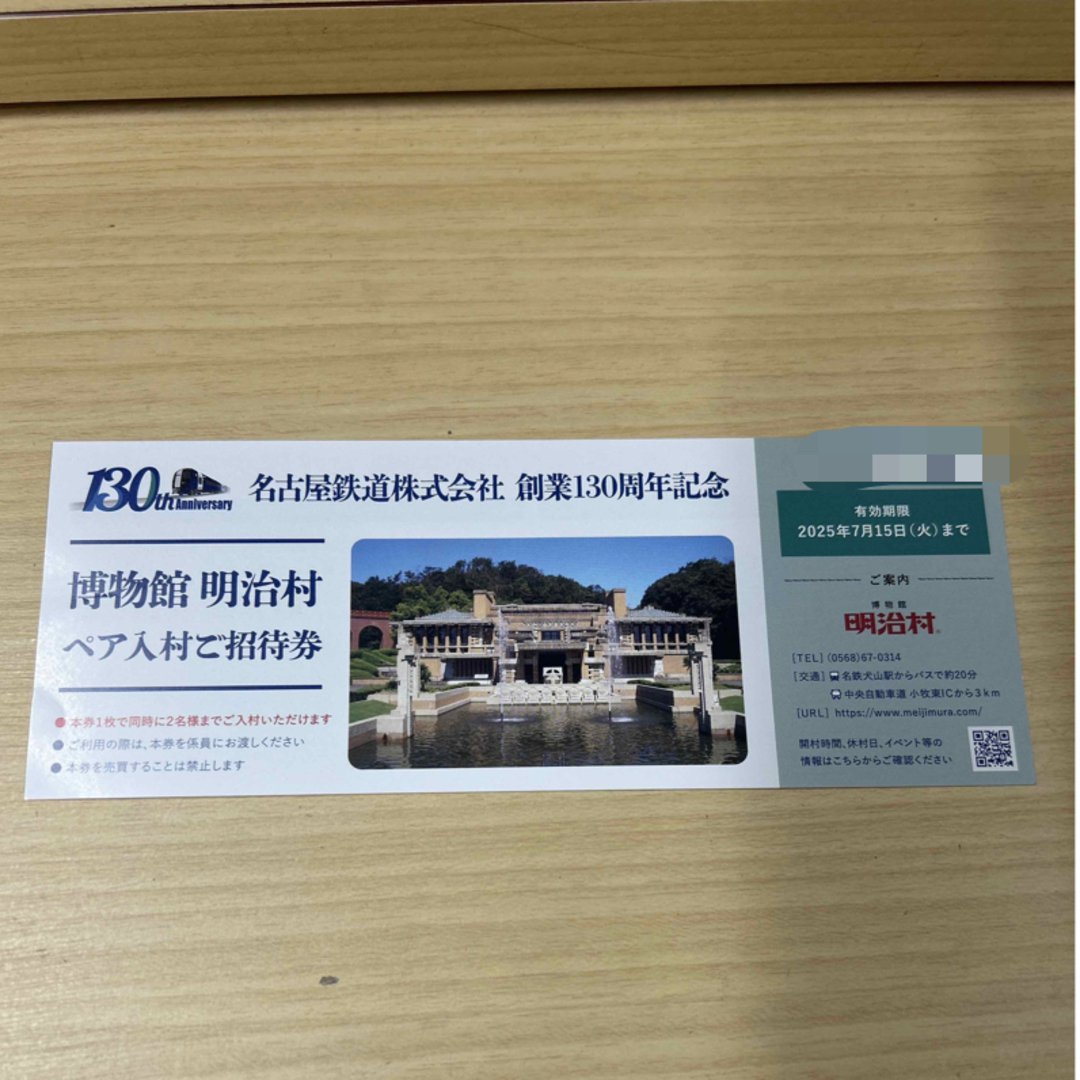 130th Anniversary
名古屋鉄道株式会社 創業130周年記念
博物館 明治村
ペア入村ご招待券
● 本券1枚で同時に2名様までご入村いただけます
● ご利用の際は、本券を係員にお渡しください
● 本券を売買することは禁止します
有効期限
2025年7月15日(火)まで
ご案内
博物館
明治村®
[TEL] (0568)67-0314
[交通] 名鉄犬山駅からバスで約20分
中央自動車道 小牧東ICから3km
[URL] https://www.meijimura.com/
開村時間、休村日、イベント等の
情報はこちらからご確認ください